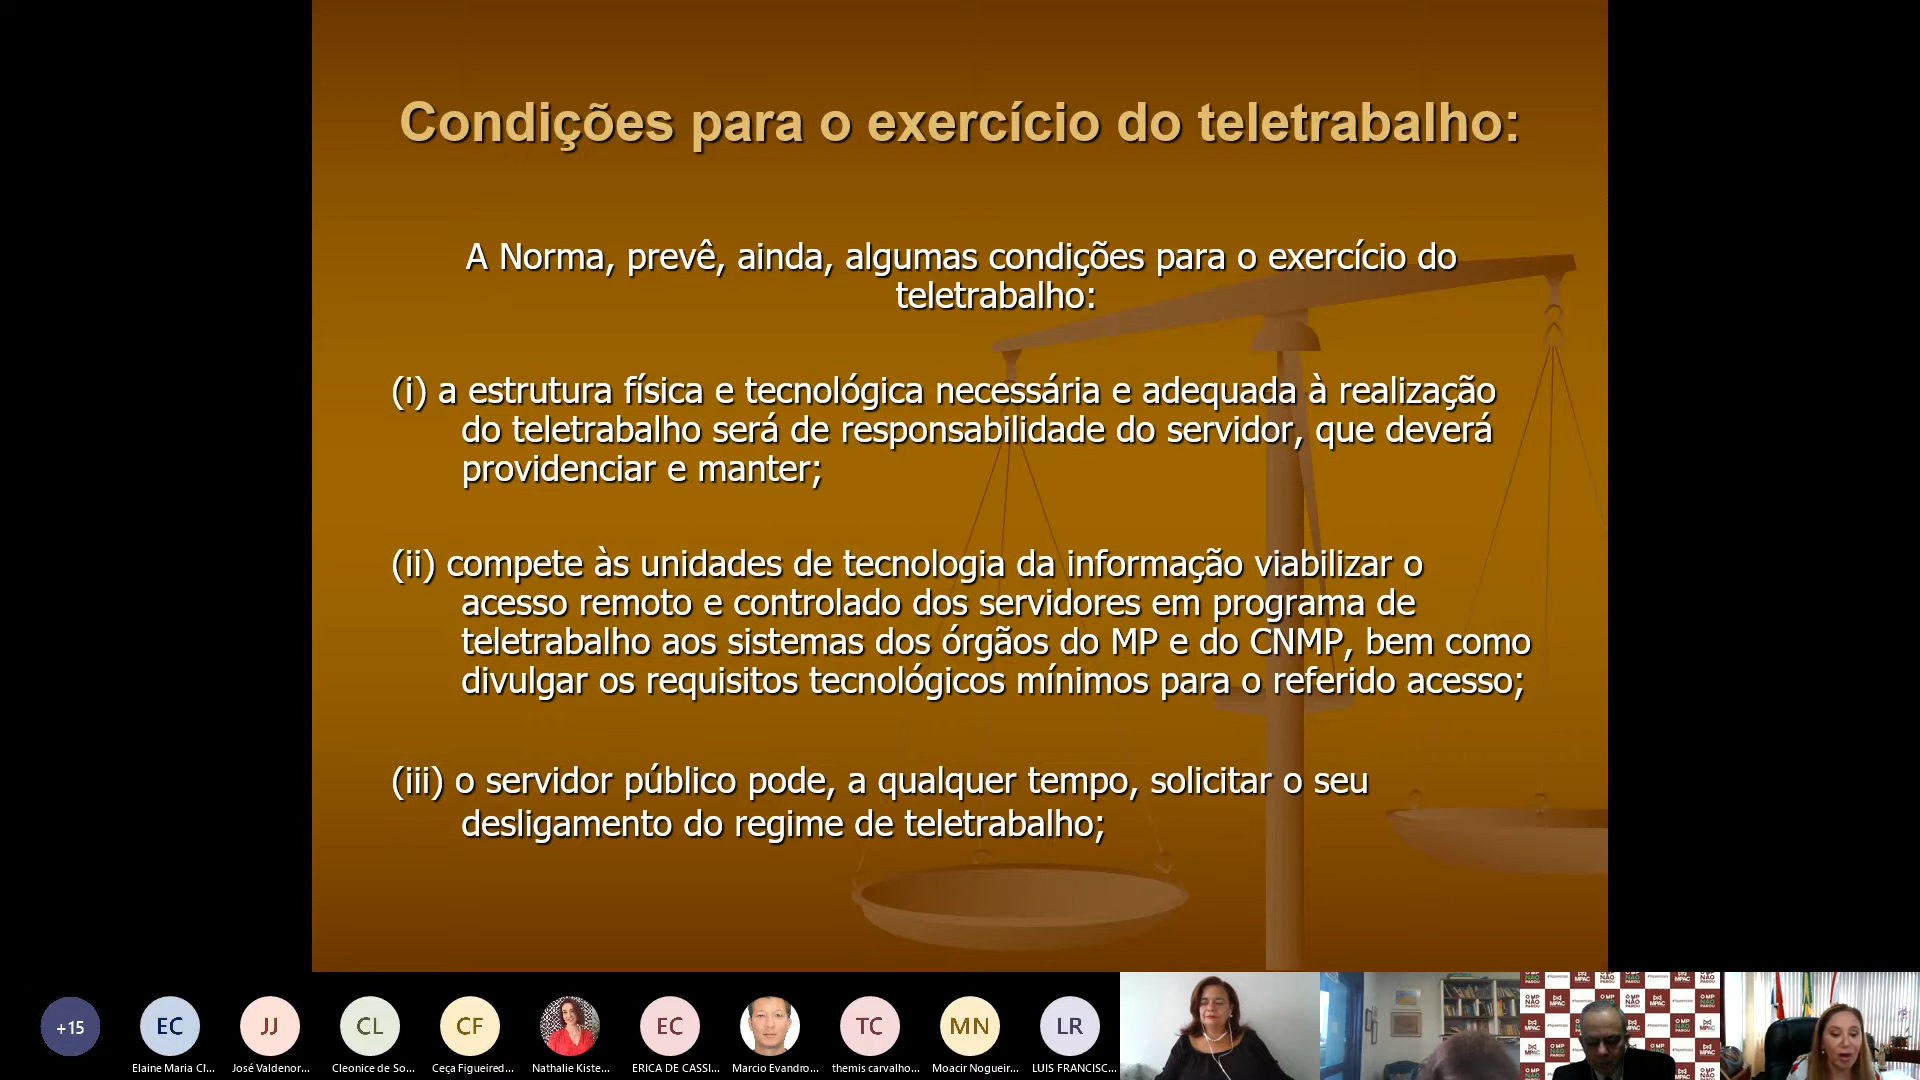 Condições para o exercício do teletrabalho:
A Norma, prevê, ainda, algumas condições para o exercício do
teletrabalho:
(i) a estrutura física e tecnológica necessária e adequada à realização
do teletrabalho será de responsabilidade do servidor, que deverá
providenciar e manter;
(ii) compete às unidades de tecnologia da informação viabilizar o
acesso remoto e controlado dos servidores em programa de
teletrabalho aos sistemas dos órgãos do MP e do CNMP, bem como
divulgar os requisitos tecnológicos mínimos para o referido acesso;
(iii) o servidor público pode, a qualquer tempo, solicitar o seu
desligamento do regime de teletrabalho;
+15
EC
JJ
CL
CF
EC
TC
MN
LR
Elaine Maria Cl...
José Valdenor...
Cleonice de So...
Ceça Figueired...
Nathalie Kiste...
ERICA DE CASSI...
Marcio Evandro...
themis carvalho...
Moacir Nogueir...
LUIS FRANCISC...
O MP NÃO PAROU
MPAC